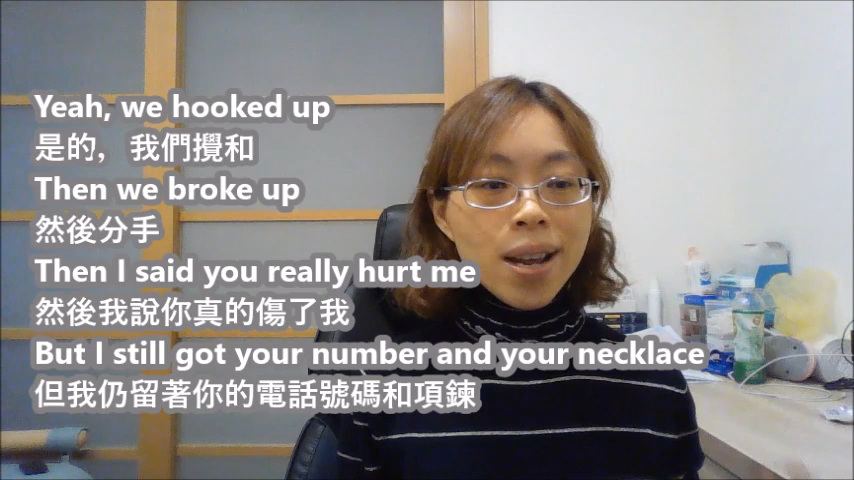 Yeah, we hooked up
是的，我們攪和
Then we broke up
然後分手
Then I said you really hurt me
然後我說你真的傷了我
But I still got your number and your necklace
但我仍留著你的電話號碼和項鍊